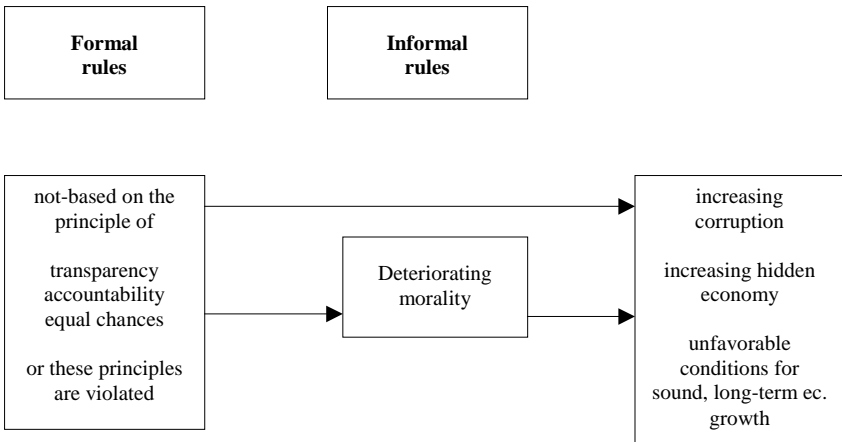 Formal
rules
Informal
rules
not-based on the
principle of
transparency
accountability
equal chances
or these principles
are violated
Deteriorating
morality
increasing
corruption
increasing hidden
economy
unfavorable
conditions for
sound, long-term ec.
growth